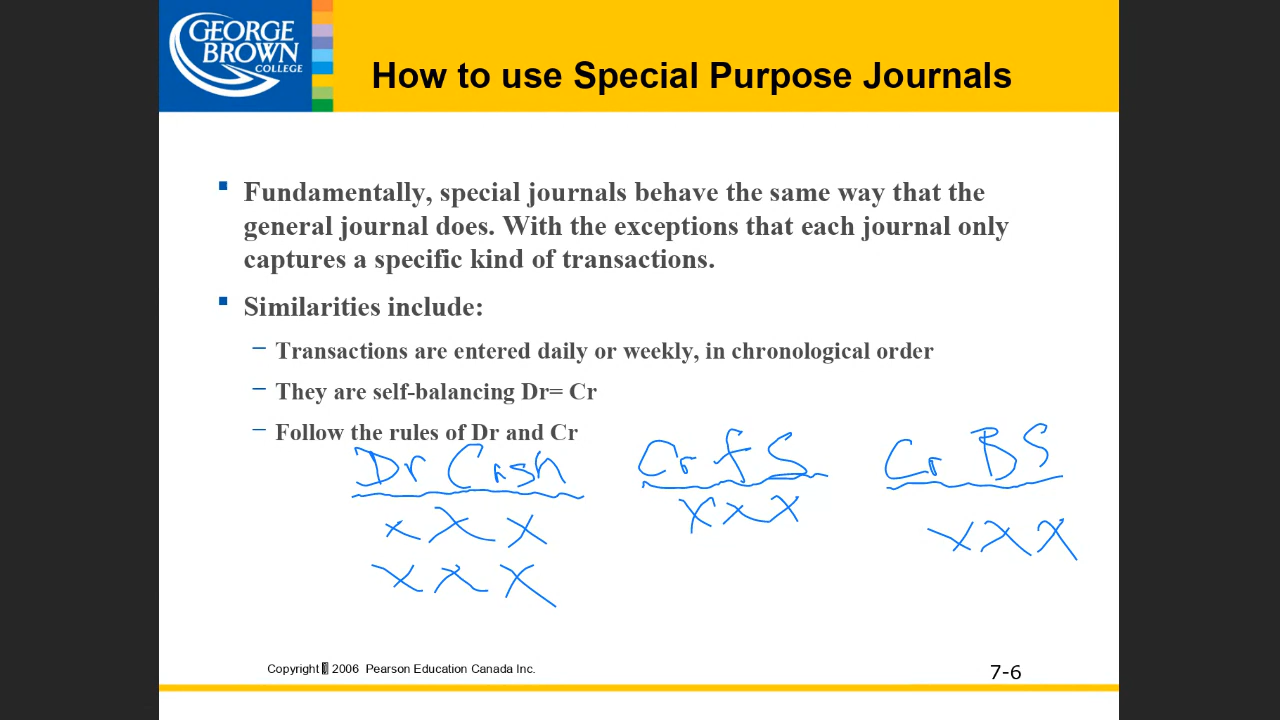 GEORGE
BROWN
COLLEGE
How to use Special Purpose Journals
Fundamentally, special journals behave the same way that the
general journal does. With the exceptions that each journal only
captures a specific kind of transactions.
Similarities include:
– Transactions are entered daily or weekly, in chronological order
– They are self-balancing Dr= Cr
– Follow the rules of Dr and Cr
Dr Cash Cr FS Cr BS
xxx xxx xxx
xxx
Copyright 2006 Pearson Education Canada Inc.
7-6